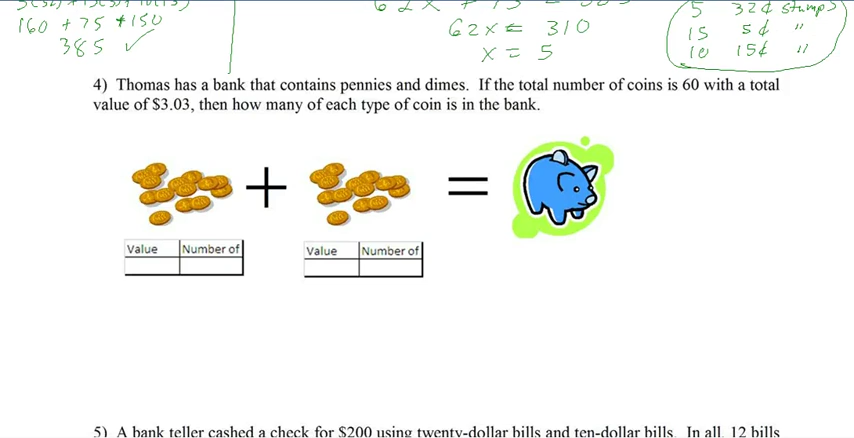 160 + 75 + 150
385 ✓
62x = 310
x = 5
5 32¢ stumps
15 5¢ "
10 15¢ "
4) Thomas has a bank that contains pennies and dimes. If the total number of coins is 60 with a total
value of $3.03, then how many of each type of coin is in the bank.
+ =
Value Number of
Value Number of
5) A bank teller cashed a check for $200 using twenty-dollar bills and ten-dollar bills. In all, 12 bills